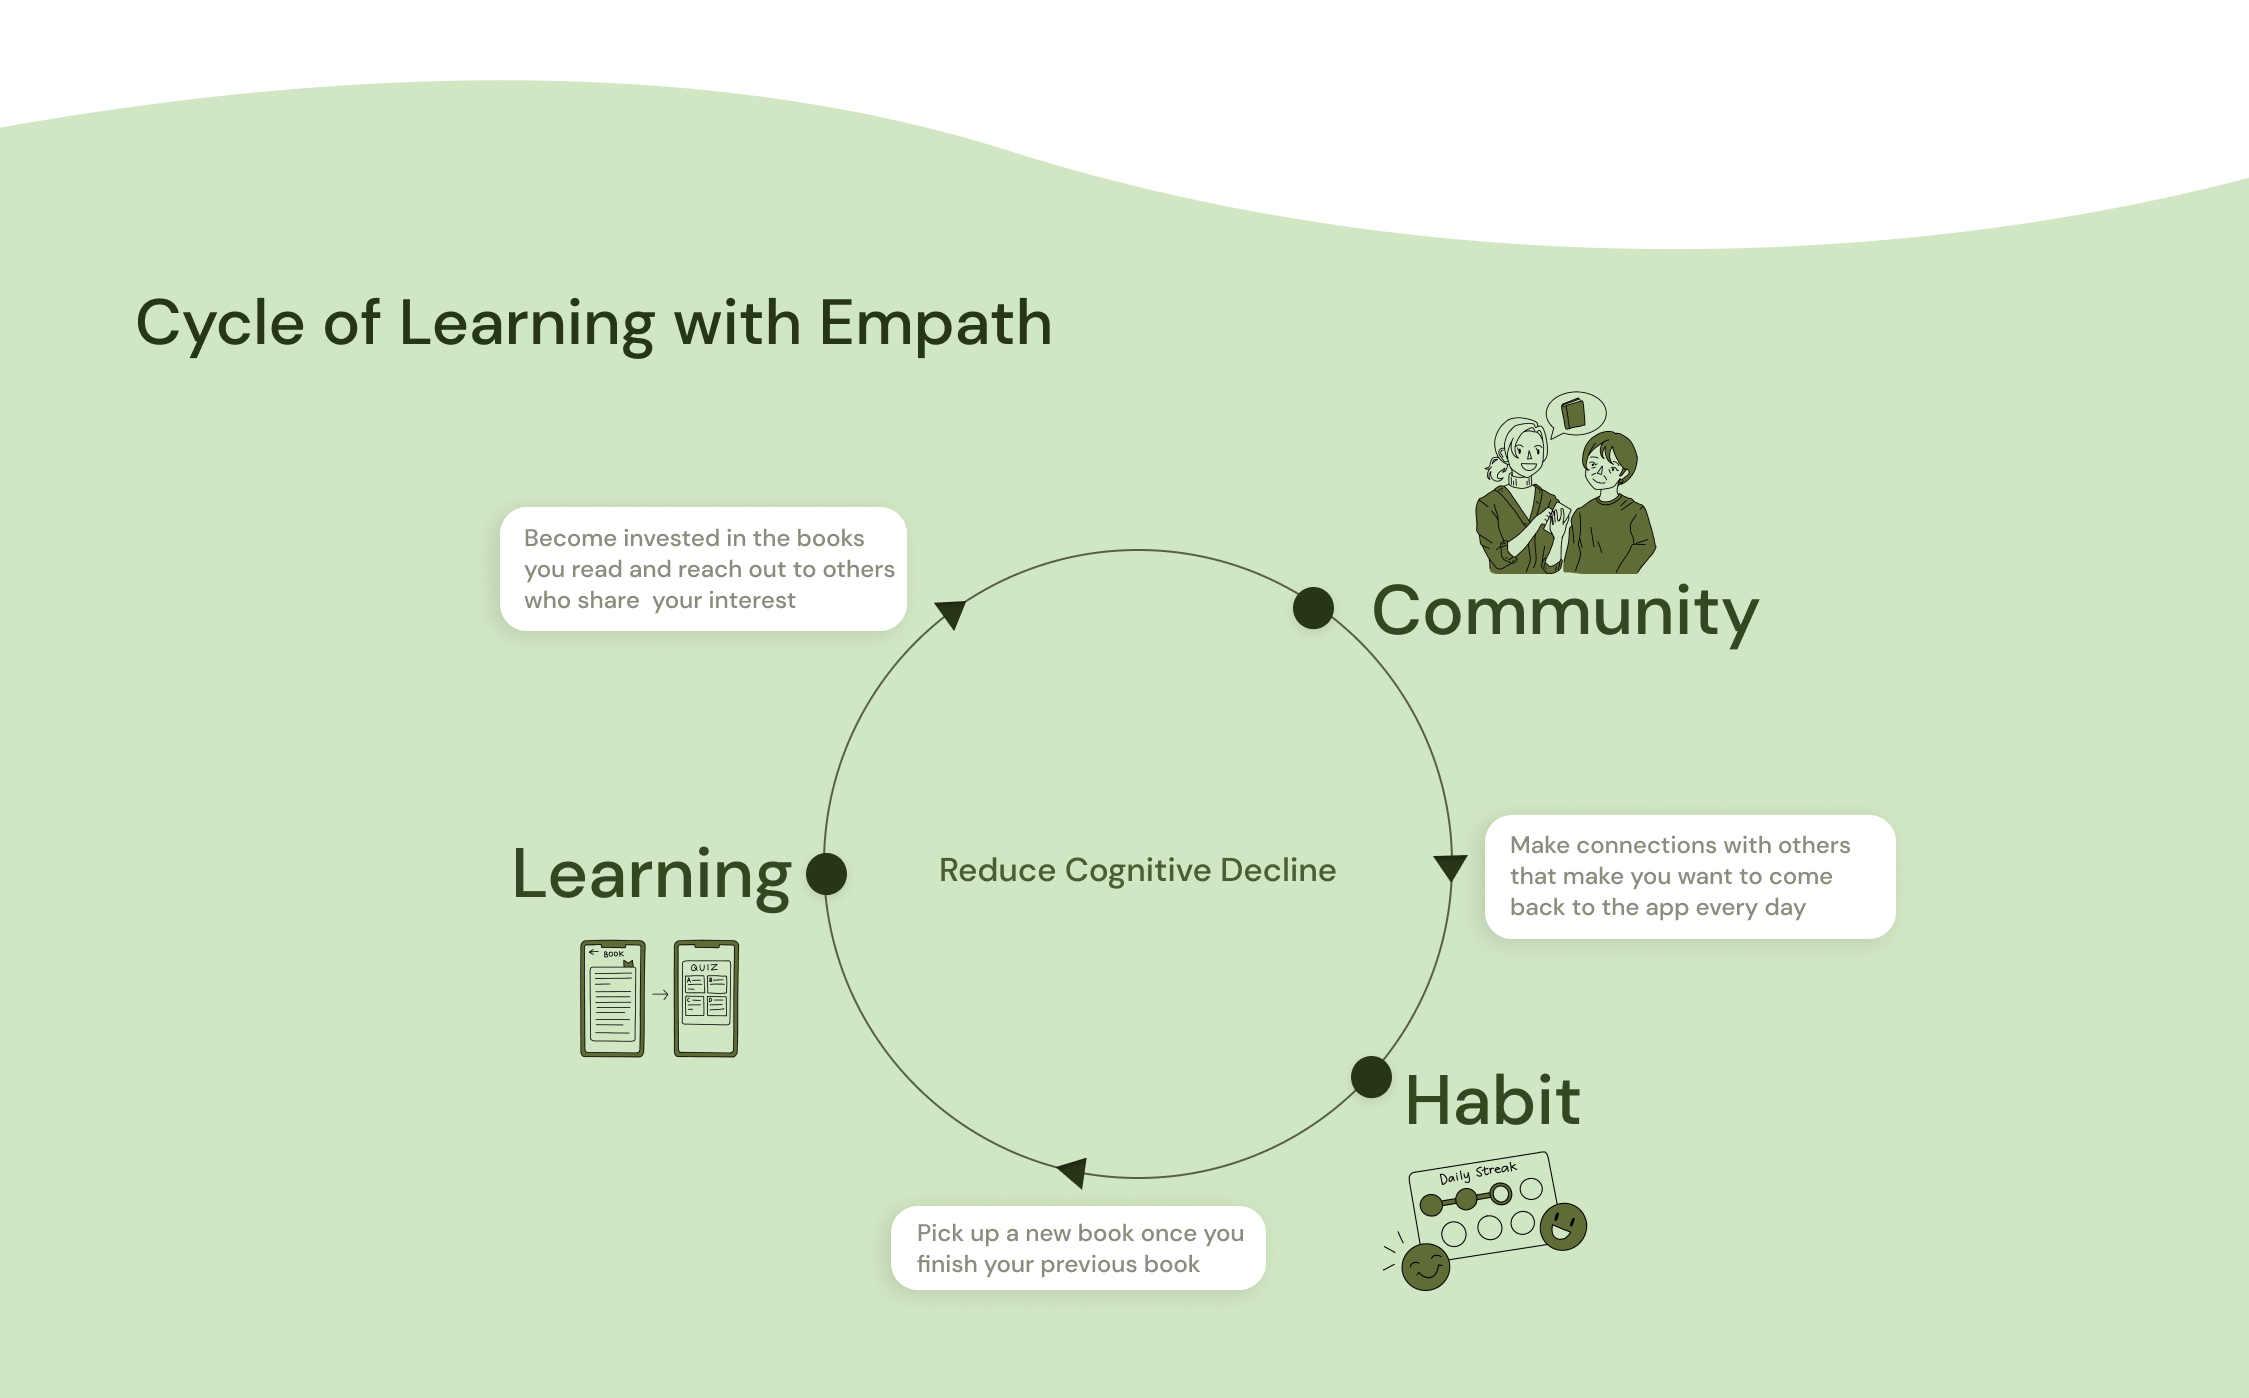 Cycle of Learning with Empath
Become invested in the books
you read and reach out to others
who share  your interest
Community
Learning
Reduce Cognitive Decline
Make connections with others
that make you want to come
back to the app every day
BOOK
QUIZ
A
B
C
D
Habit
Daily Streak
Pick up a new book once you
finish your previous book